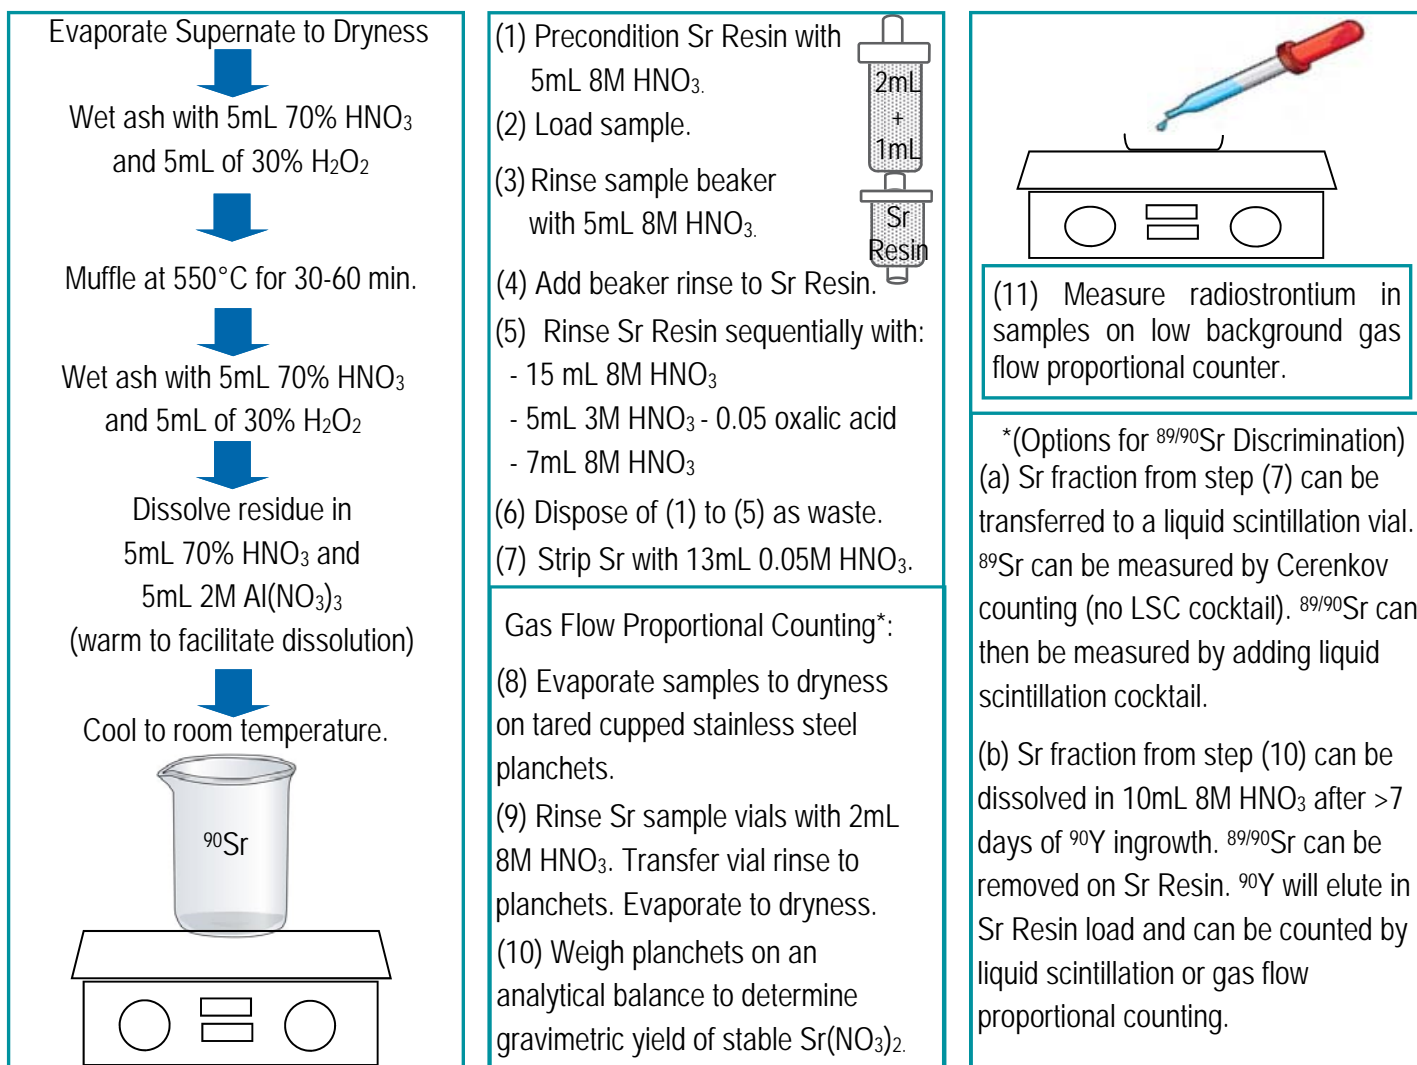 Evaporate Supernate to Dryness
Wet ash with 5mL 70% HNO₃
and 5mL of 30% H₂O₂
Muffle at 550°C for 30-60 min.
Wet ash with 5mL 70% HNO₃
and 5mL of 30% H₂O₂
Dissolve residue in
5mL 70% HNO₃ and
5mL 2M Al(NO₃)₃
(warm to facilitate dissolution)
Cool to room temperature.
⁹⁰Sr
(1) Precondition Sr Resin with
5mL 8M HNO₃.
(2) Load sample.
(3) Rinse sample beaker
with 5mL 8M HNO₃.
(4) Add beaker rinse to Sr Resin.
(5) Rinse Sr Resin sequentially with:
- 15 mL 8M HNO₃
- 5mL 3M HNO₃ - 0.05 oxalic acid
- 7mL 8M HNO₃
(6) Dispose of (1) to (5) as waste.
(7) Strip Sr with 13mL 0.05M HNO₃.
2mL
+
1mL
Sr
Resin
Gas Flow Proportional Counting*:
(8) Evaporate samples to dryness
on tared cupped stainless steel
planchets.
(9) Rinse Sr sample vials with 2mL
8M HNO₃. Transfer vial rinse to
planchets. Evaporate to dryness.
(10) Weigh planchets on an
analytical balance to determine
gravimetric yield of stable Sr(NO₃)₂.
(11) Measure radiostrontium in
samples on low background gas
flow proportional counter.
*(Options for ⁸⁹/⁹⁰Sr Discrimination)
(a) Sr fraction from step (7) can be
transferred to a liquid scintillation vial.
⁸⁹Sr can be measured by Cerenkov
counting (no LSC cocktail). ⁸⁹/⁹⁰Sr can
then be measured by adding liquid
scintillation cocktail.
(b) Sr fraction from step (10) can be
dissolved in 10mL 8M HNO₃ after >7
days of ⁹⁰Y ingrowth. ⁸⁹/⁹⁰Sr can be
removed on Sr Resin. ⁹⁰Y will elute in
Sr Resin load and can be counted by
liquid scintillation or gas flow
proportional counting.